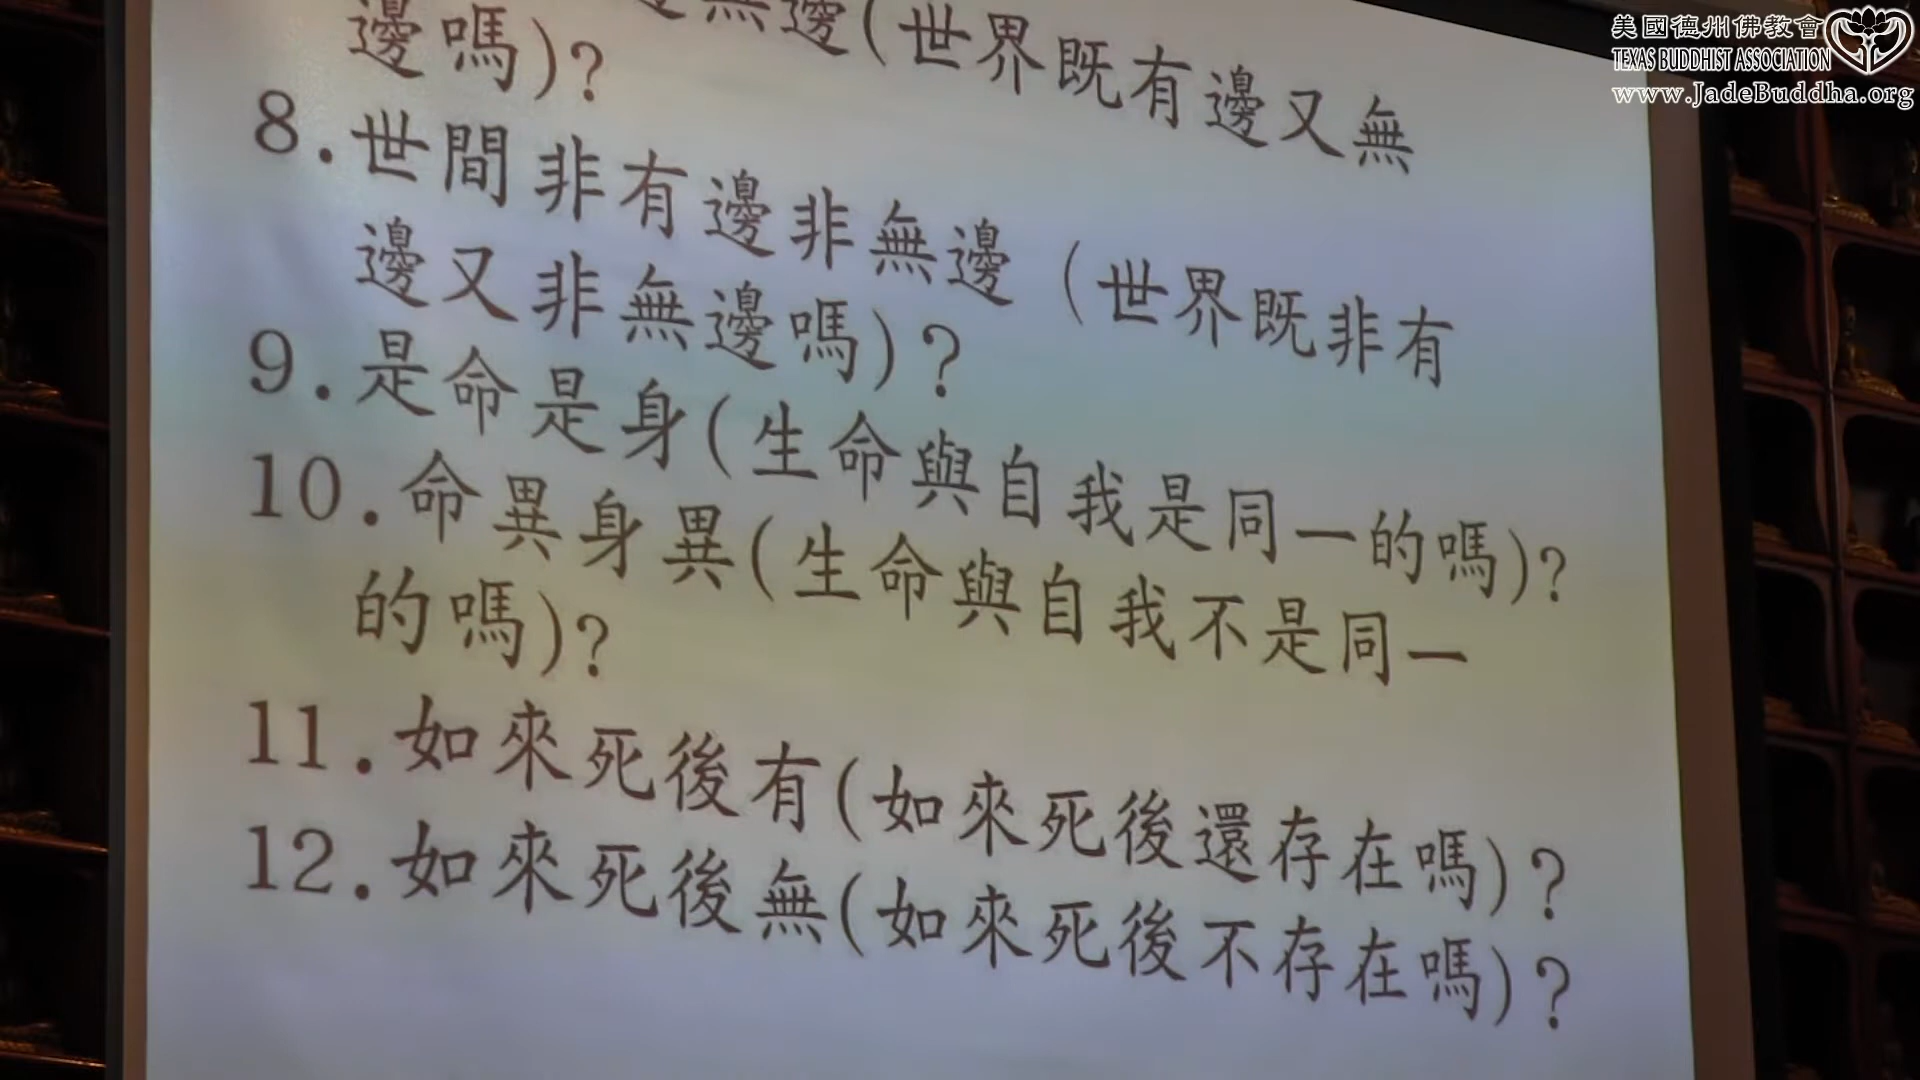 邊無邊(世界既有邊又無
邊嗎)?
8.世間非有邊非無邊(世界既非有
邊又非無邊嗎)?
9.是命是身(生命與自我是同一的嗎)?
10.命異身異(生命與自我不是同一
的嗎)?
11.如來死後有(如來死後還存在嗎)?
12.如來死後無(如來死後不存在嗎)?
美國德州佛教會
TEXAS BUDDHIST ASSOCIATION
www.JadeBuddha.org